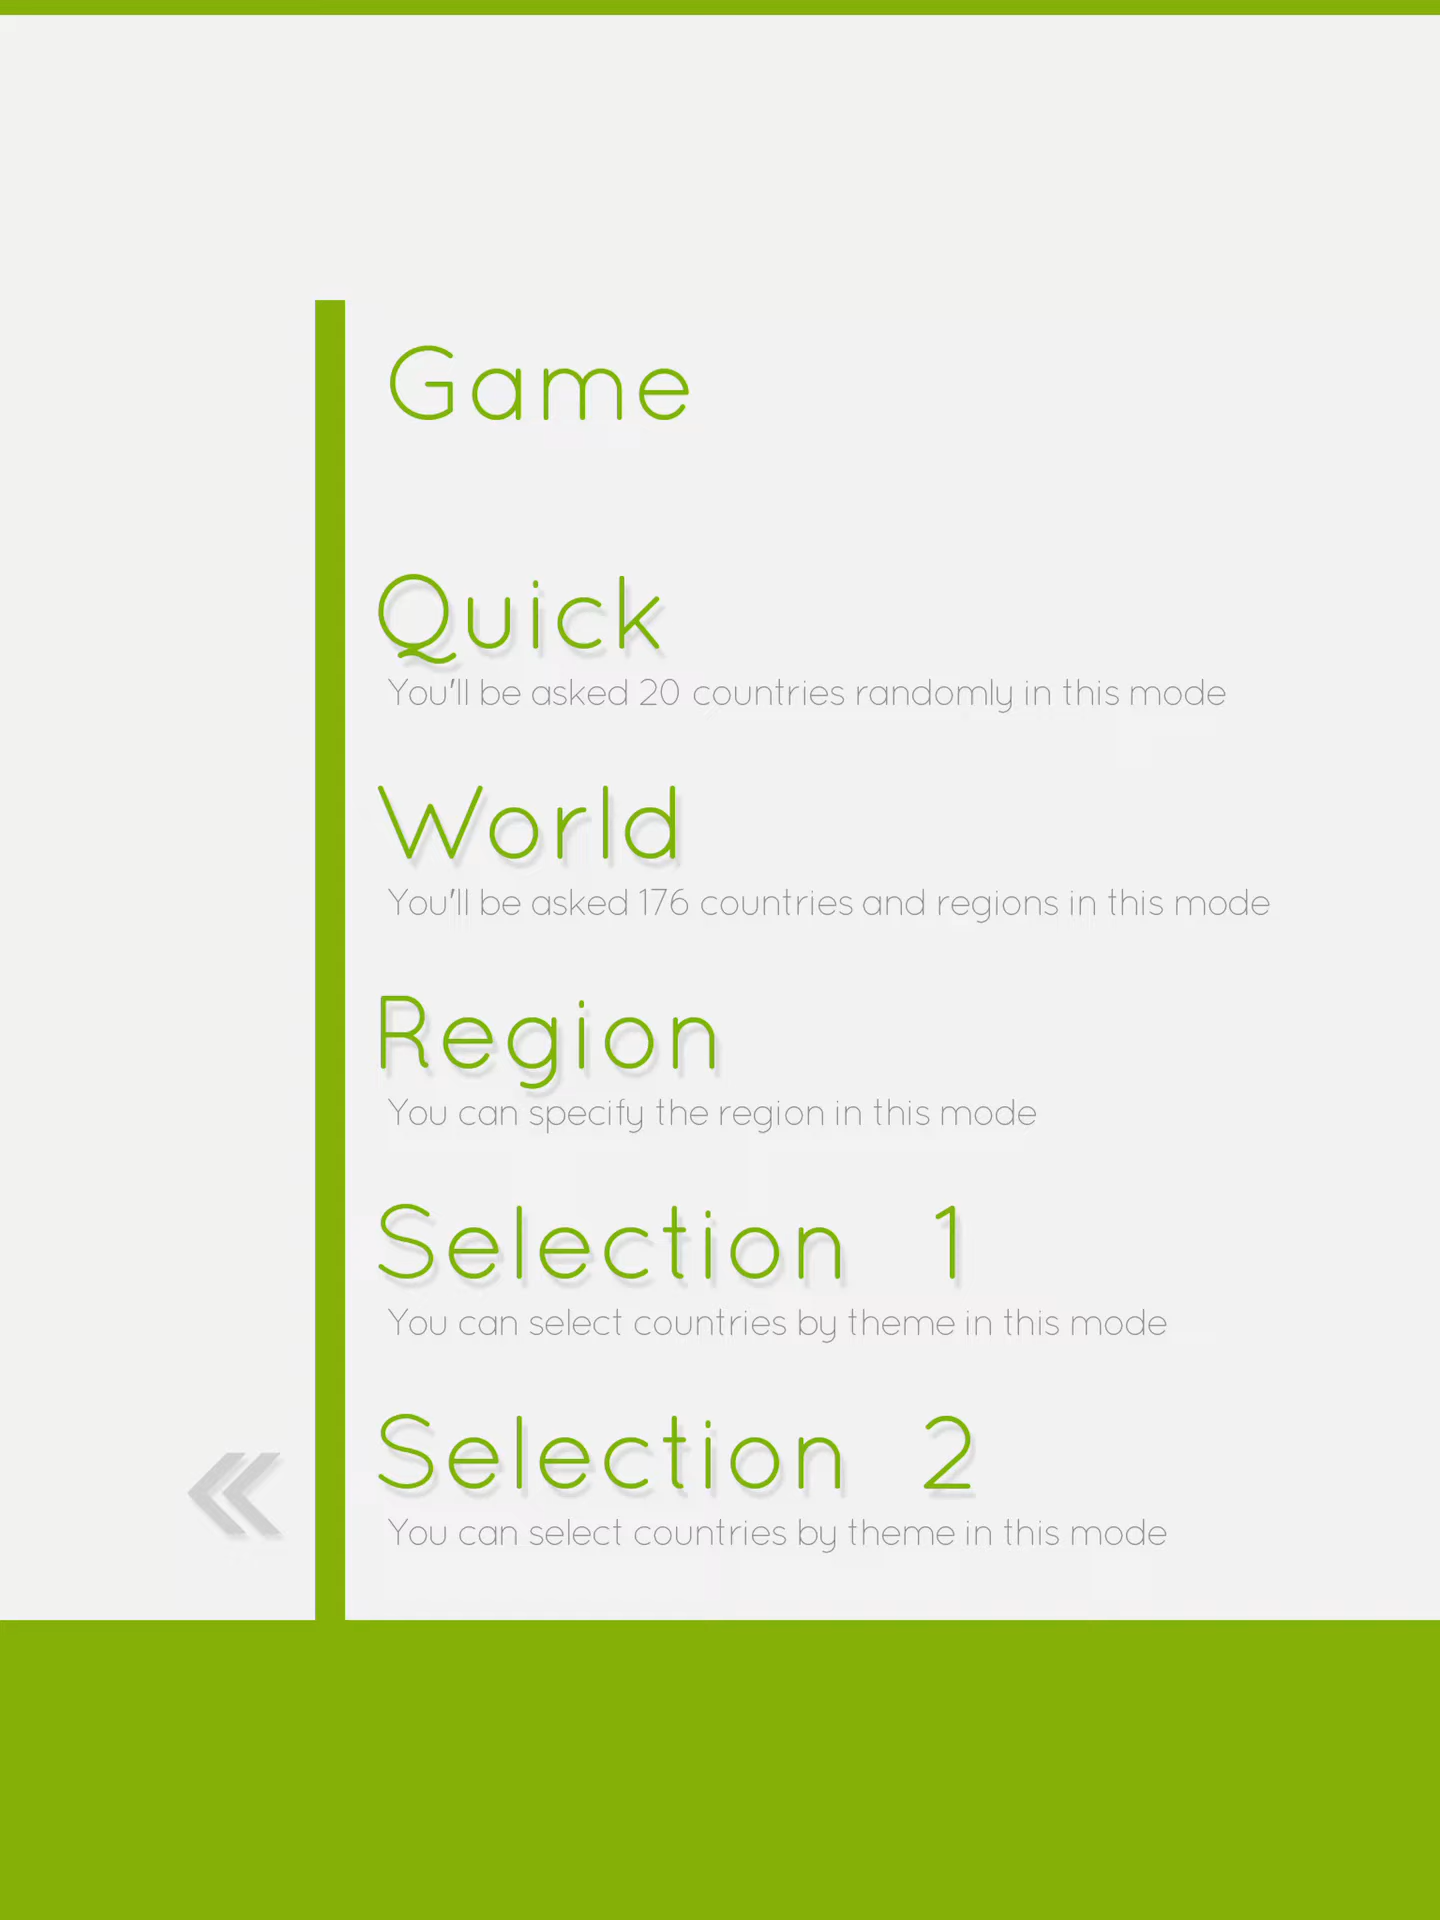 Game
Quick
You'll be asked 20 countries randomly in this mode
World
You'll be asked 176 countries and regions in this mode
Region
You can specify the region in this mode
Selection 1
You can select countries by theme in this mode
Selection 2
You can select countries by theme in this mode